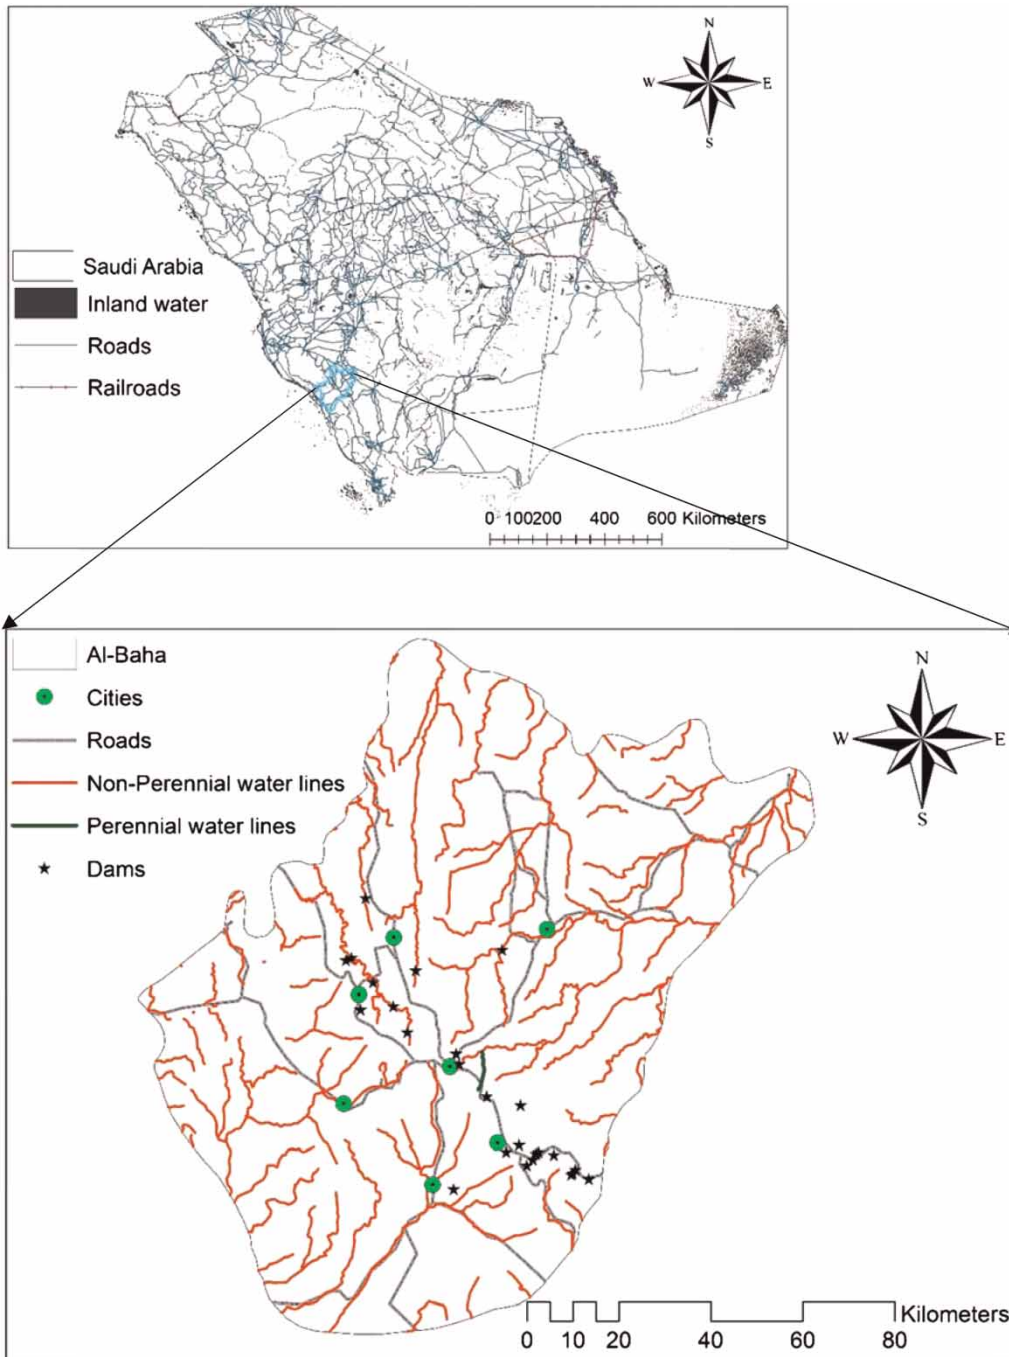 N
W E
S
Saudi Arabia
Inland water
Roads
Railroads
0 100200 400 600 Kilometers
Al-Baha
Cities
Roads
Non-Perennial water lines
Perennial water lines
Dams
N
W E
S
Kilometers
0 10 20 40 60 80